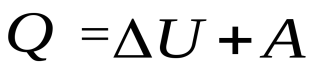 Q = ΔU + A